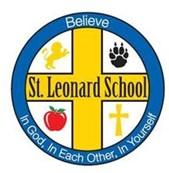 Believe
St. Leonard School
In God, In Each Other, In Yourself